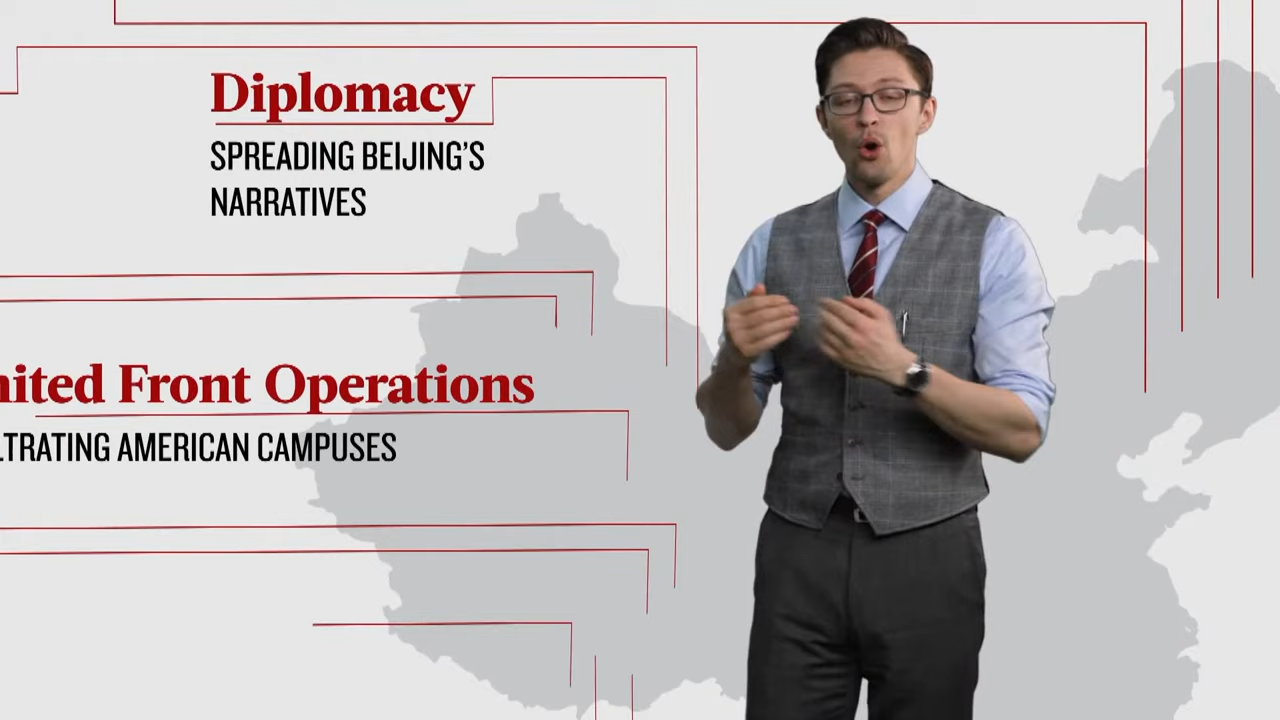 Diplomacy
SPREADING BEIJING'S
NARRATIVES
nited Front Operations
LTRATING AMERICAN CAMPUSES